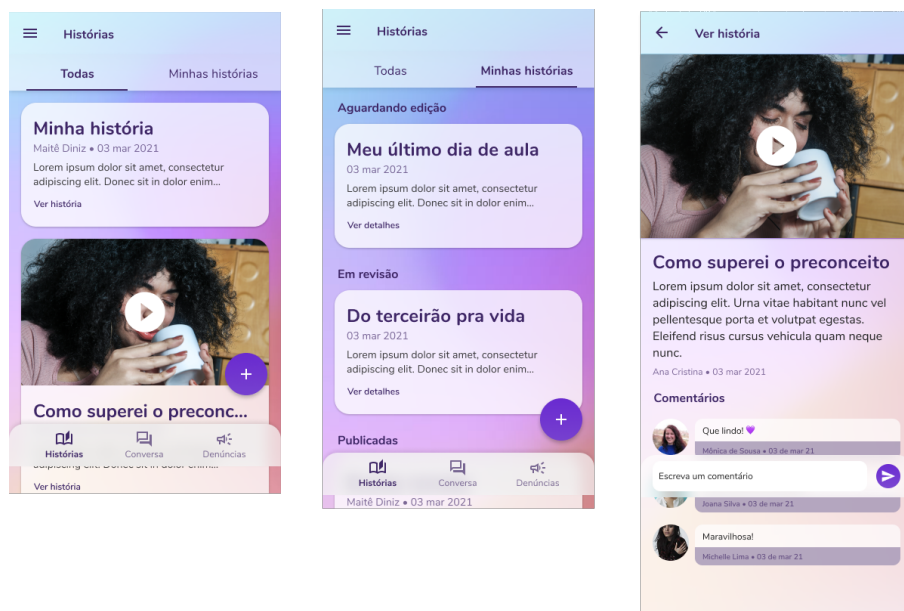 Histórias
Todas
Minhas histórias
Minha história
Maitê Diniz • 03 mar 2021
Lorem ipsum dolor sit amet, consectetur
adipiscing elit. Donec sit in dolor enim...
Ver história
Como superei o preconc...
Histórias
Conversa
Denúncias
adipiscing elit. Donec sit in dolor enim...
Ver história
Histórias
Todas
Minhas histórias
Aguardando edição
Meu último dia de aula
03 mar 2021
Lorem ipsum dolor sit amet, consectetur
adipiscing elit. Donec sit in dolor enim...
Ver detalhes
Em revisão
Do terceirão pra vida
03 mar 2021
Lorem ipsum dolor sit amet, consectetur
adipiscing elit. Donec sit in dolor enim...
Ver detalhes
Publicadas
Histórias
Conversa
Denúncias
Maitê Diniz • 03 mar 2021
Ver história
Como superei o preconceito
Lorem ipsum dolor sit amet, consectetur
adipiscing elit. Urna vitae habitant nunc vel
pellentesque porta et volutpat egestas.
Eleifend risus cursus vehicula quam neque
nunc.
Ana Cristina • 03 mar 2021
Comentários
Que lindo! 💜
Mônica de Sousa • 03 de mar 21
Escreva um comentário
Joana Silva • 03 de mar 21
Maravilhosa!
Michelle Lima • 03 de mar 21